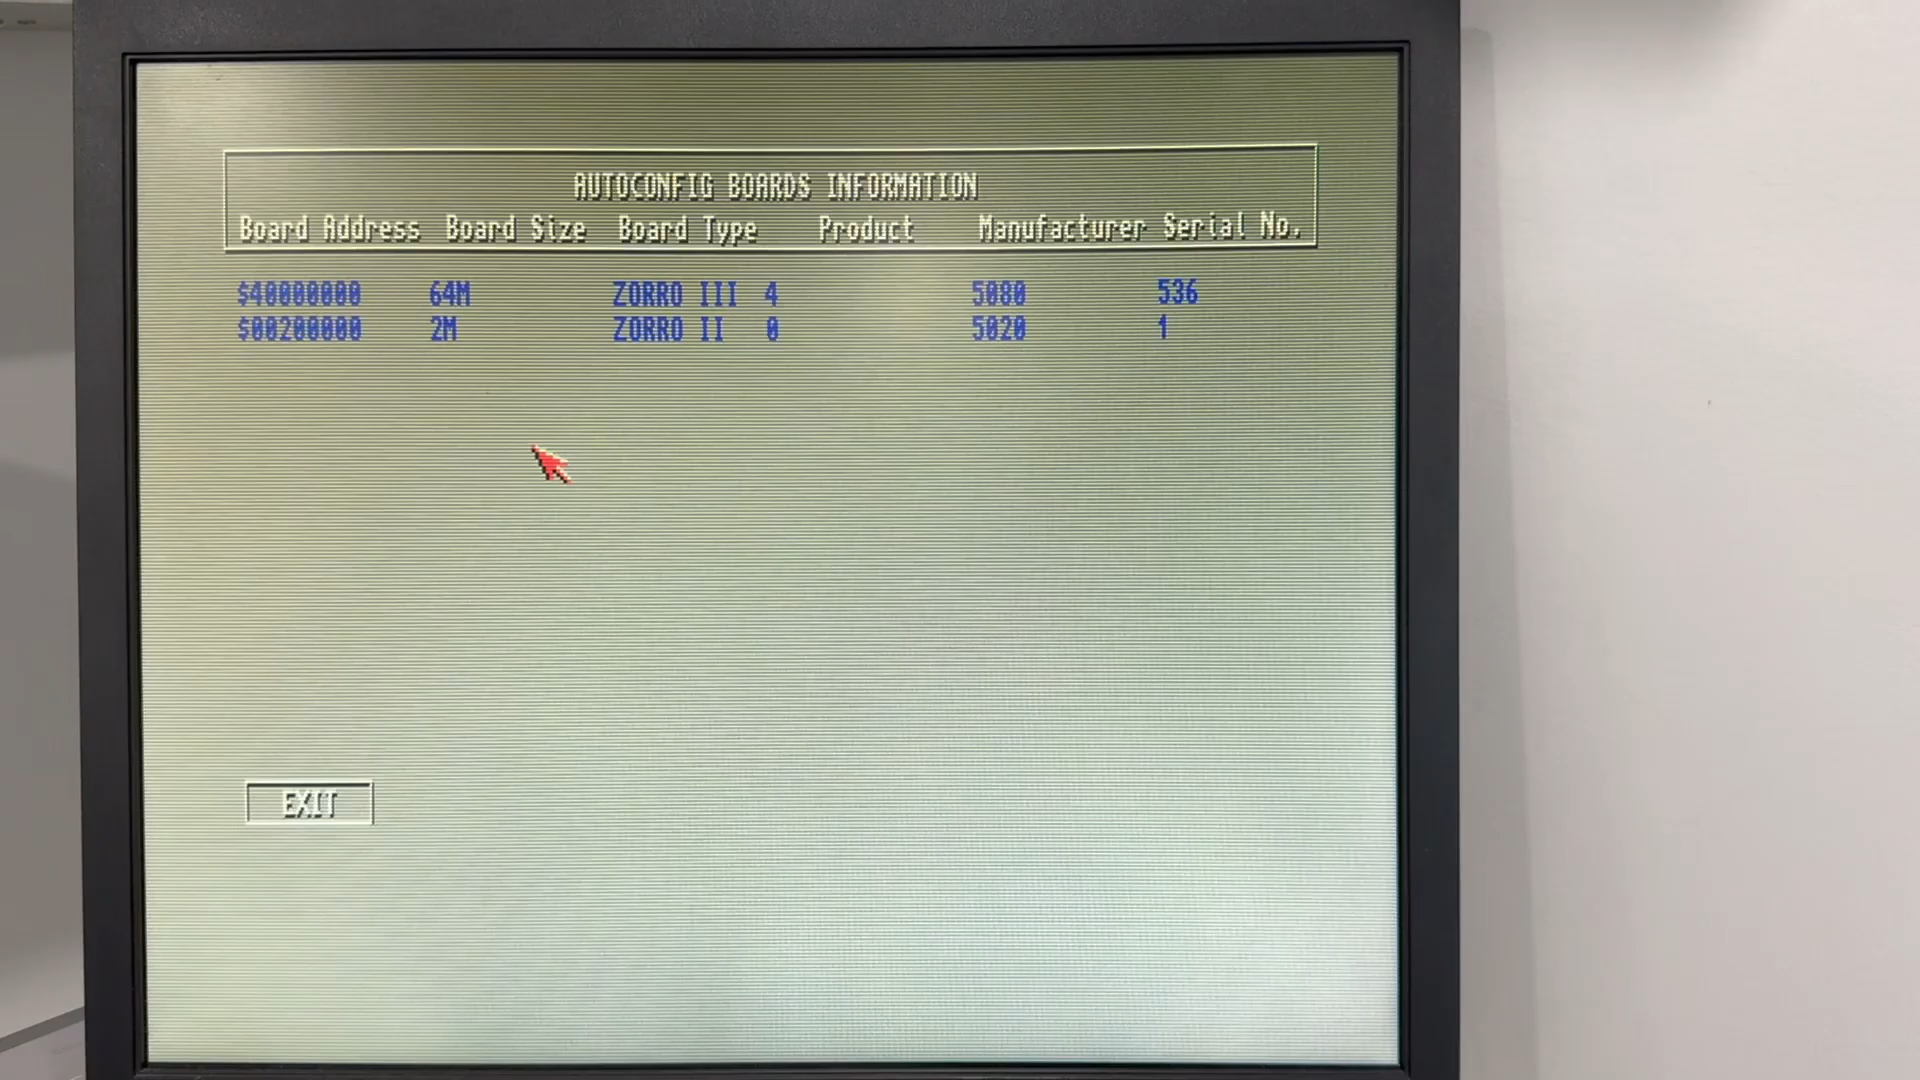 AUTOCONFIG BOARDS INFORMATION
Board Address Board Size Board Type Product Manufacturer Serial No.
$40000000 64M ZORRO III 4 5080 536
$00200000 2M ZORRO II 0 5020 1
EXIT